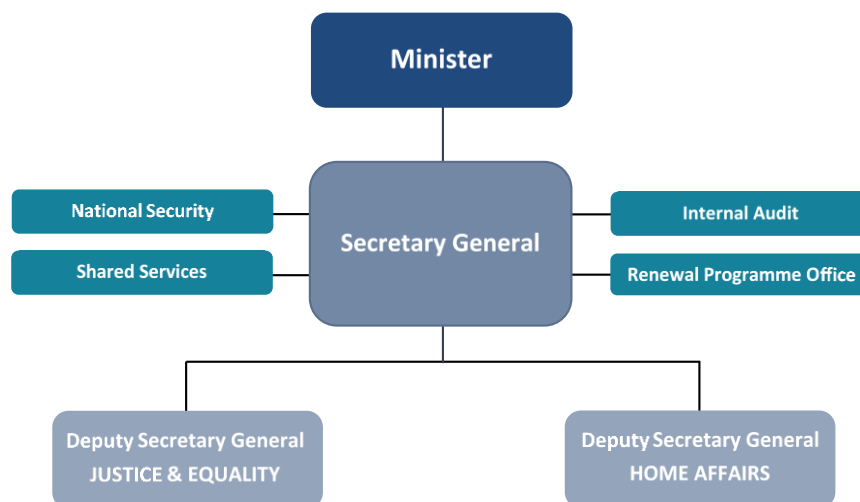 Minister
National Security
Internal Audit
Secretary General
Shared Services
Renewal Programme Office
Deputy Secretary General
JUSTICE & EQUALITY
Deputy Secretary General
HOME AFFAIRS